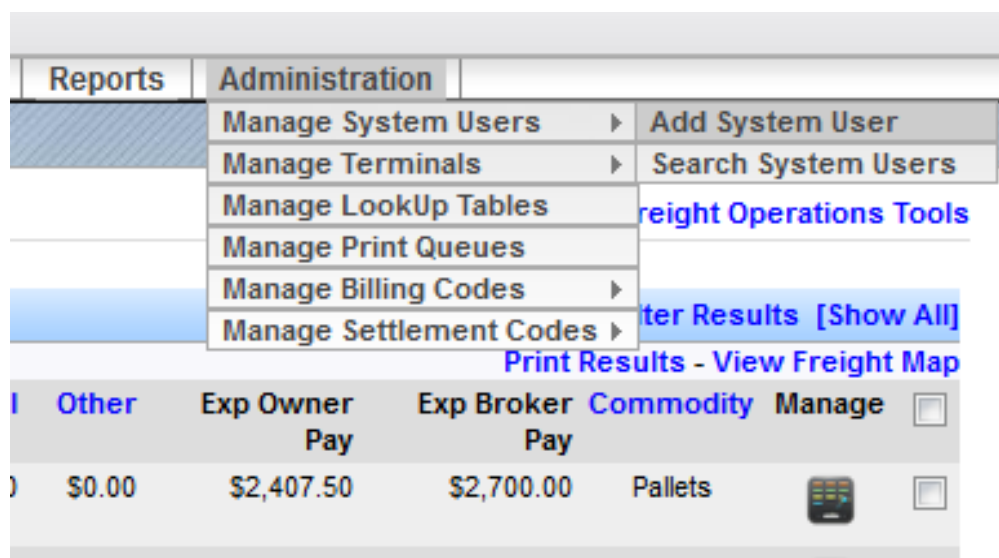 Reports Administration
Manage System Users Add System User
Manage Terminals Search System Users
Manage LookUp Tables reight Operations Tools
Manage Print Queues
Manage Billing Codes
lter Results [Show All]
Manage Settlement Codes
Print Results - View Freight Map
Other Exp Owner Exp Broker Commodity Manage
Pay Pay
$0.00 $2,407.50 $2,700.00 Pallets